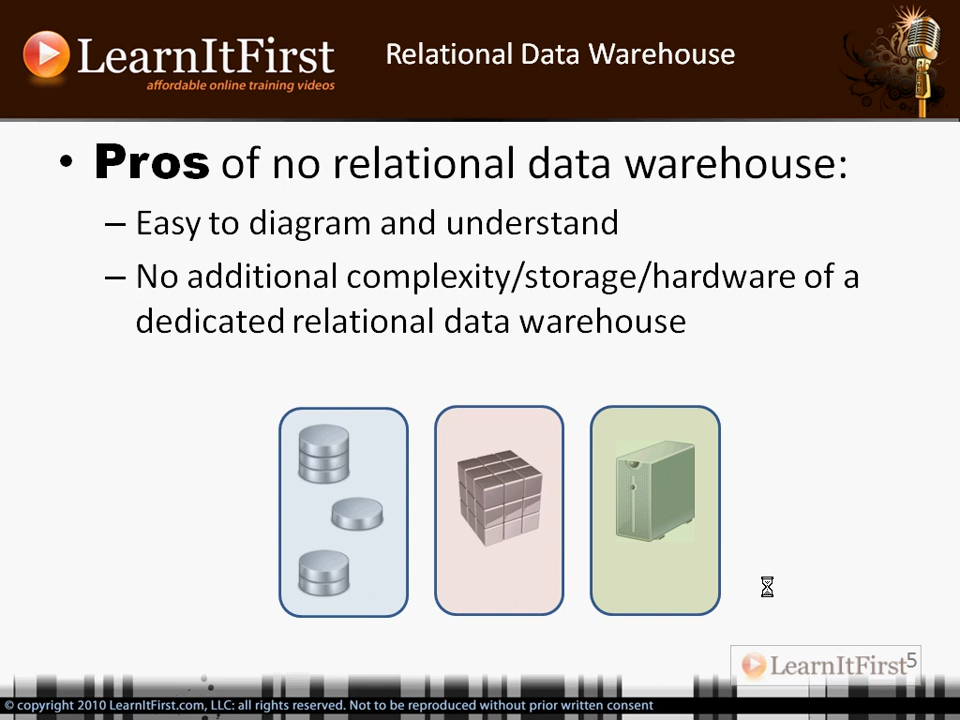 LearnItFirst
affordable online training videos
Relational Data Warehouse
• Pros of no relational data warehouse:
– Easy to diagram and understand
– No additional complexity/storage/hardware of a
dedicated relational data warehouse
LearnItFirst
5
© copyright 2010 LearnItFirst.com, LLC: all rights reserved. Not to be reproduced without prior written consent